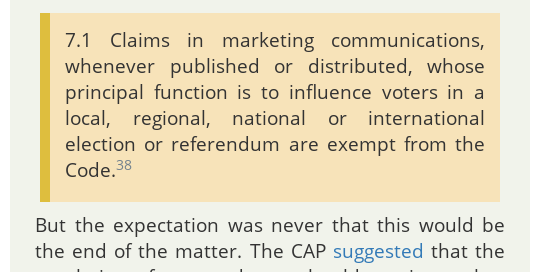 7.1 Claims in marketing communications,
whenever published or distributed, whose
principal function is to influence voters in a
local, regional, national or international
election or referendum are exempt from the
Code.38
But the expectation was never that this would be
the end of the matter. The CAP suggested that the